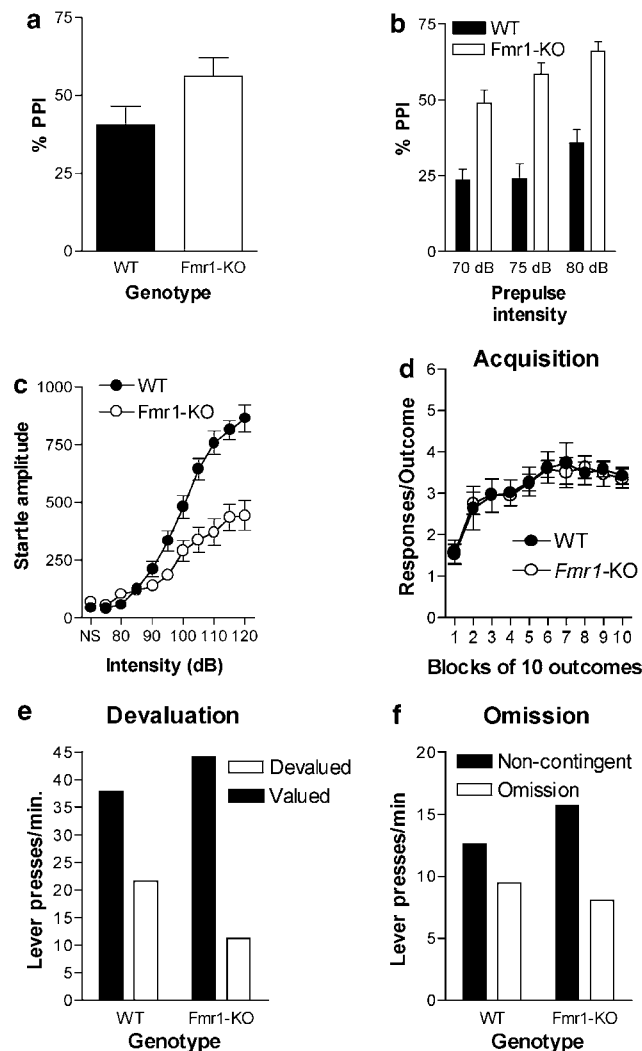 a
75
50
25
0
% PPI
WT Fmr1-KO
Genotype
b
WT
Fmr1-KO
75
50
25
0
% PPI
70 dB 75 dB 80 dB
Prepulse
intensity
c
WT
Fmr1-KO
1000
750
500
250
0
Startle amplitude
NS 80 90 100 110 120
Intensity (dB)
d Acquisition
6
5
4
3
2
1
0
Responses/Outcome
WT
Fmr1-KO
1 2 3 4 5 6 7 8 9 10
Blocks of 10 outcomes
e Devaluation
45
40
35
30
25
20
15
10
5
0
Lever presses/min.
Devalued
Valued
WT Fmr1-KO
Genotype
f Omission
20
15
10
5
0
Lever presses/min
Non-contingent
Omission
WT Fmr1-KO
Genotype